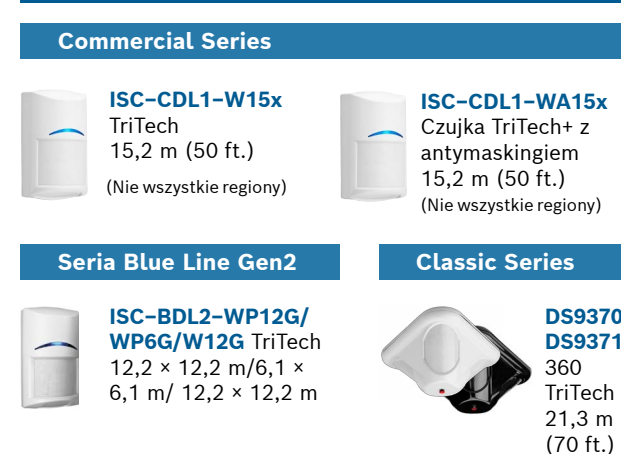 Commercial Series
ISC–CDL1–W15x
TriTech
15,2 m (50 ft.)
(Nie wszystkie regiony)
ISC–CDL1–WA15x
Czujka TriTech+ z
antymaskingiem
15,2 m (50 ft.)
(Nie wszystkie regiony)
Seria Blue Line Gen2
ISC–BDL2–WP12G/
WP6G/W12G TriTech
12,2 × 12,2 m/6,1 ×
6,1 m/ 12,2 × 12,2 m
Classic Series
DS9370
DS9371
360
TriTech
21,3 m
(70 ft.)